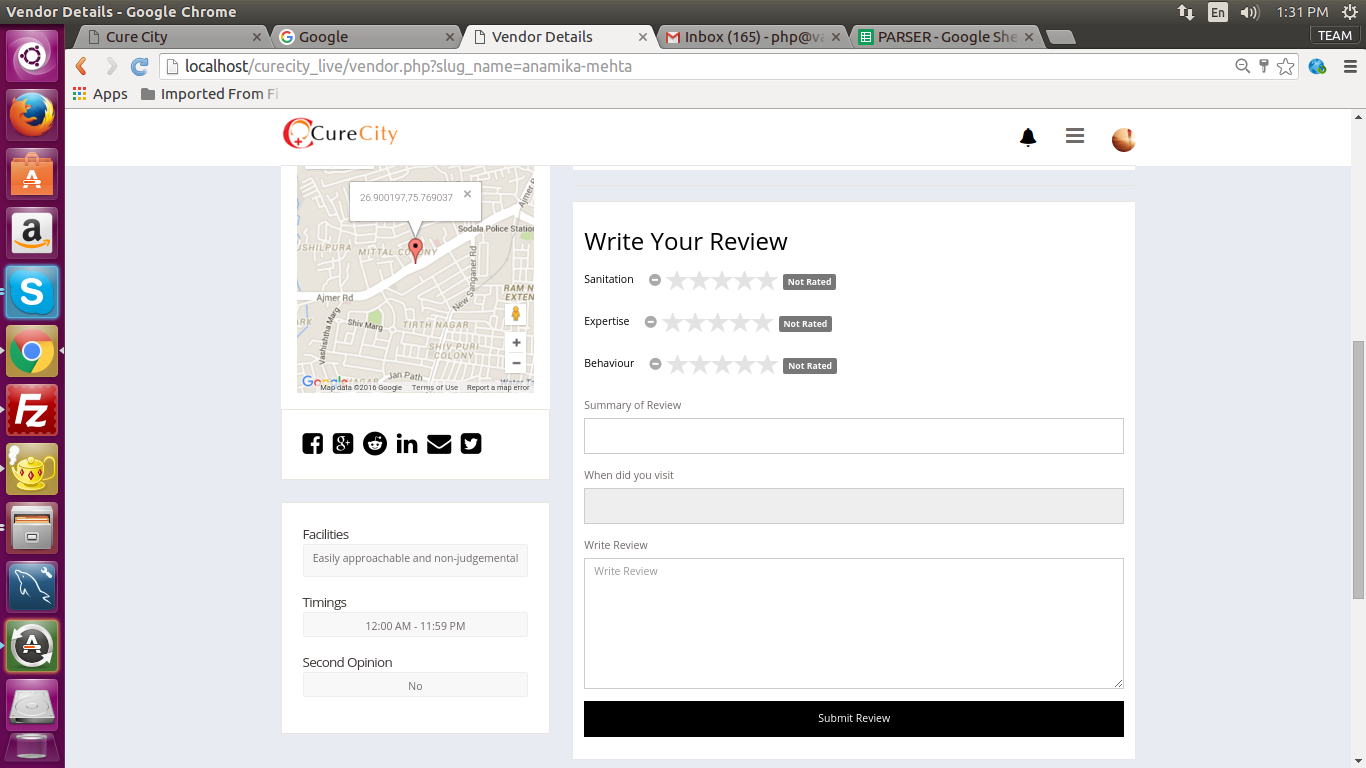 Vendor Details - Google Chrome
En
1:31 PM
Cure City
Google
Vendor Details
Inbox (165) - php@va
PARSER - Google She
TEAM
localhost/curecity_live/vendor.php?slug_name=anamika-mehta
Apps
Imported From Fi
CureCity
26.900197,75.769037
Ajmer
Sodala Police Station
USHILPURA
MITTAL COLONY
New Sanganer Rd
Ajmer Rd
RAM N
EXTEN
Shiv Marg
TIRTH NAGAR
Vashishtha Marg
SHIV PURI
COLONY
Jan Path
NAGAR
Google
Map data ©2016 Google
Terms of Use
Report a map error
Facilities
Easily approachable and non-judgemental
Timings
12:00 AM - 11:59 PM
Second Opinion
No
Write Your Review
Sanitation
Not Rated
Expertise
Not Rated
Behaviour
Not Rated
Summary of Review
When did you visit
Write Review
Write Review
Submit Review